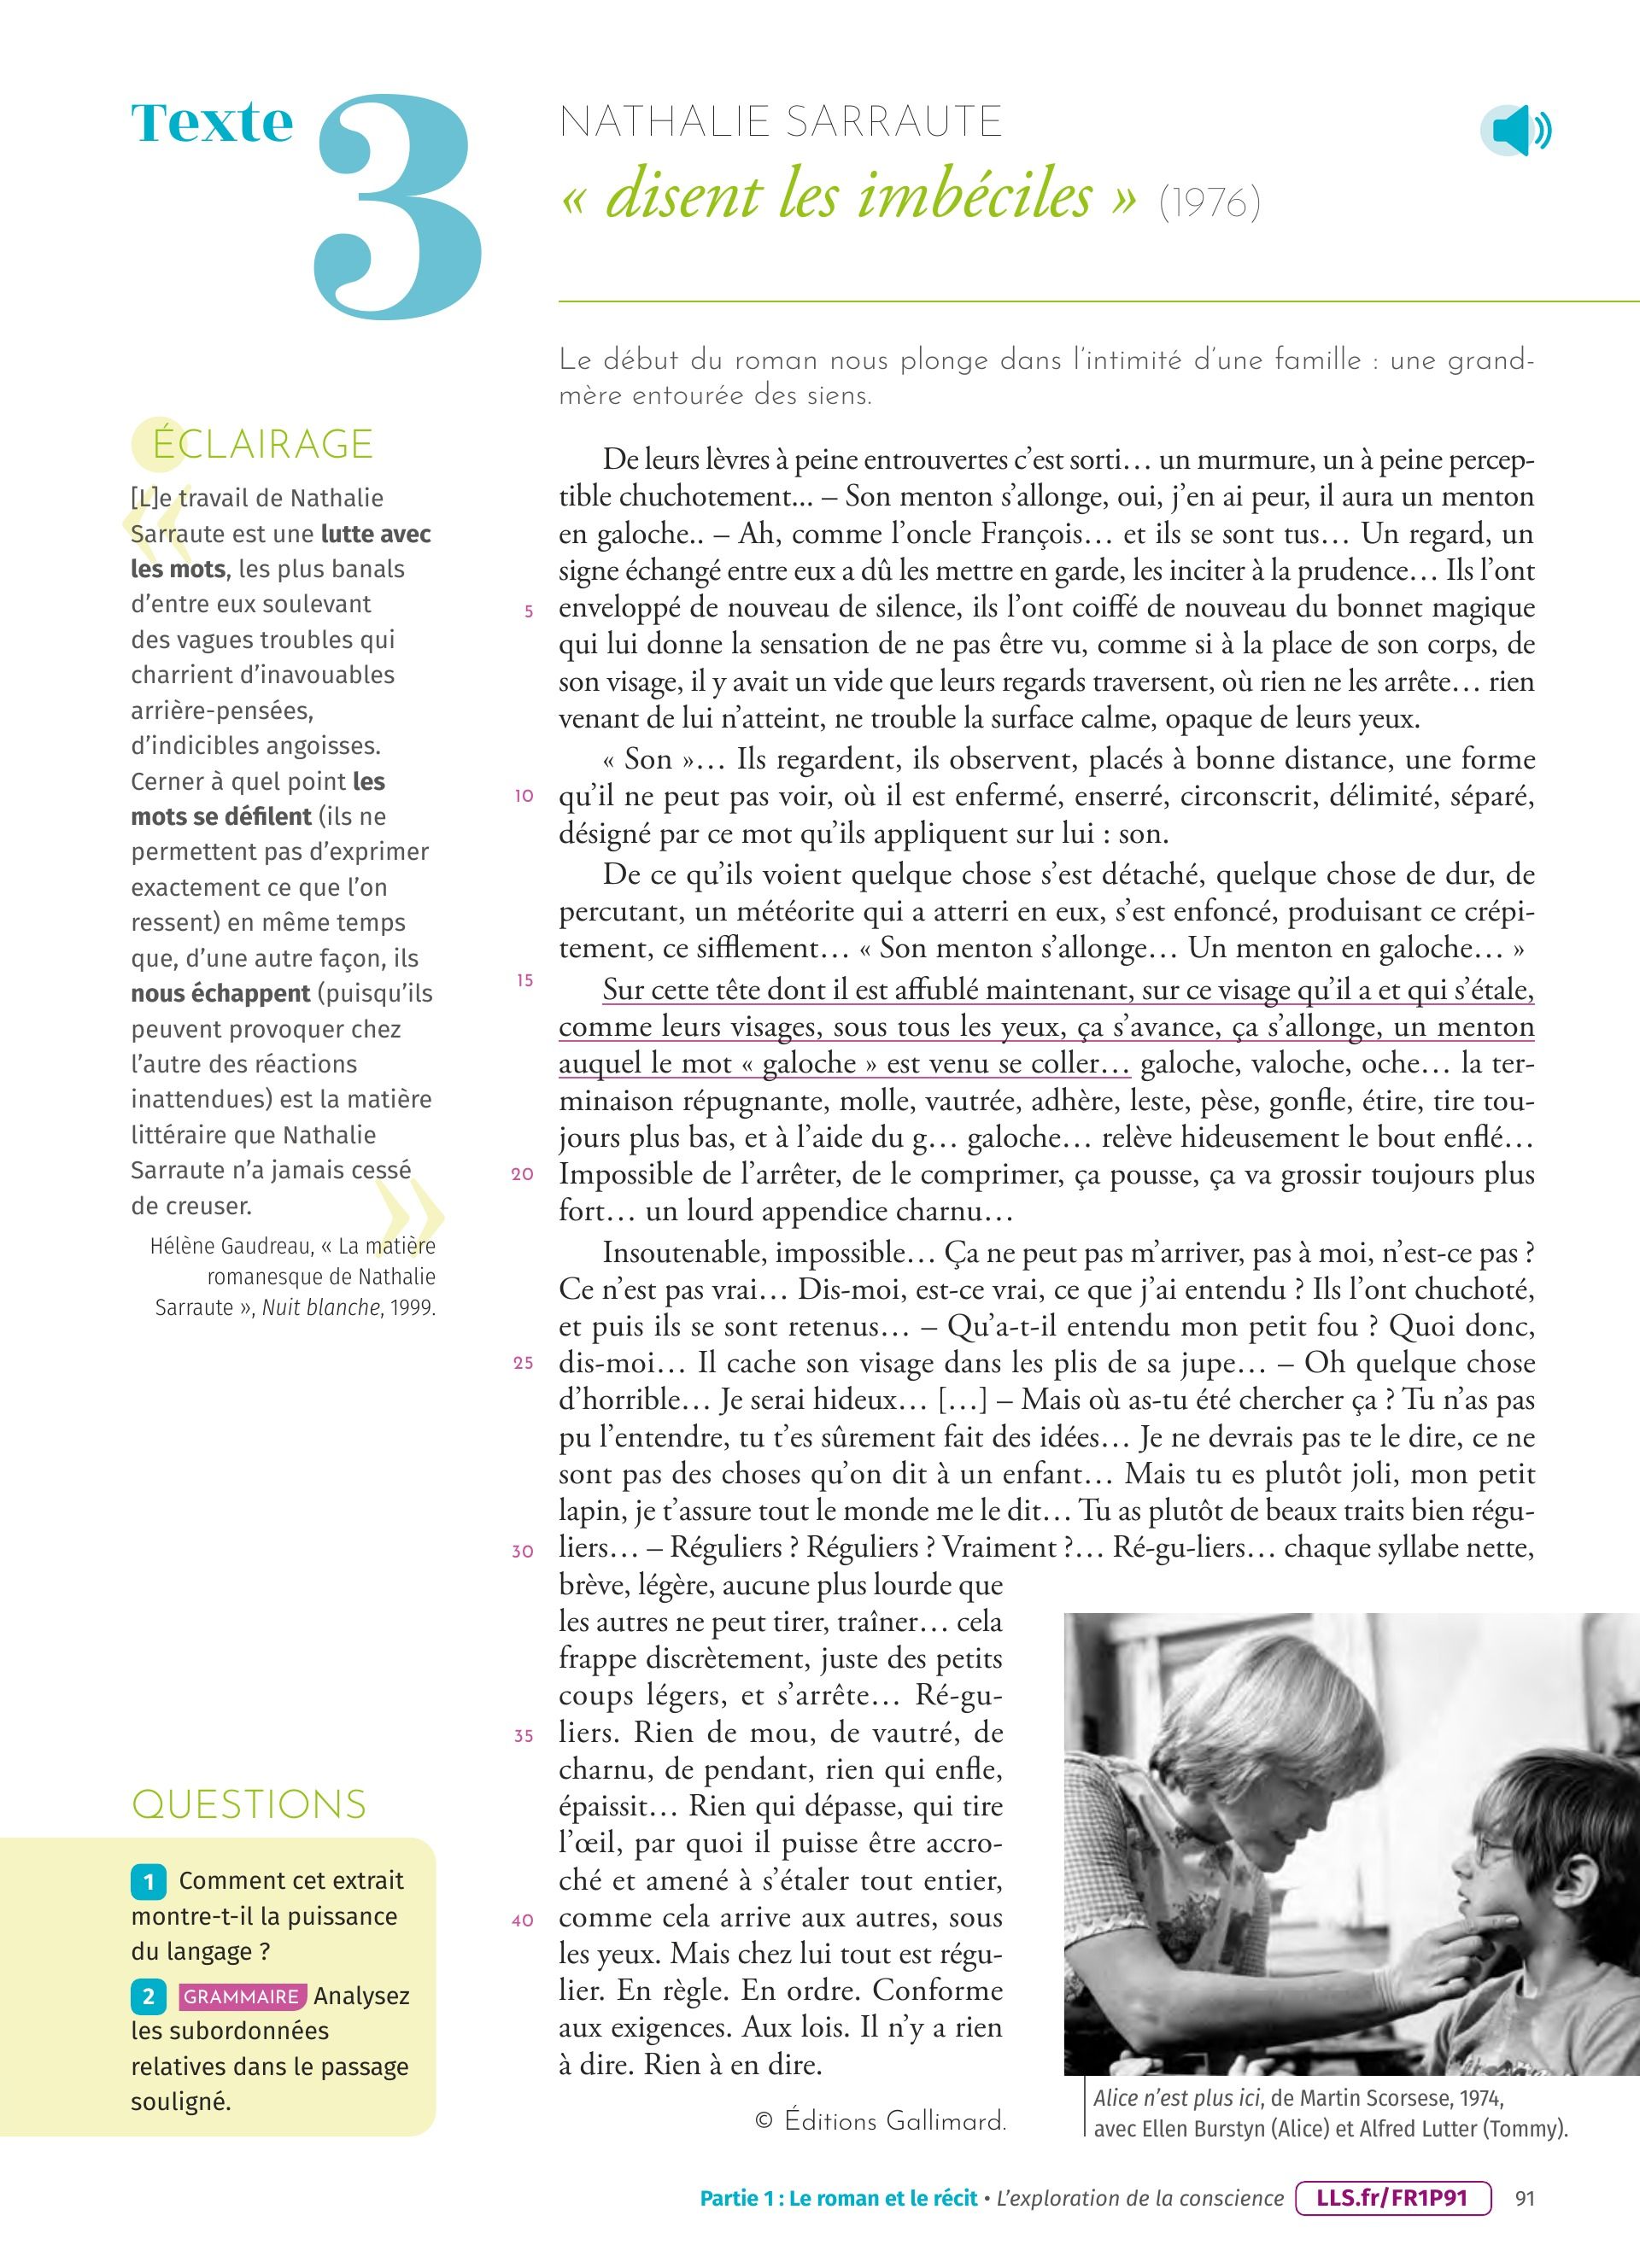 Texte 3
NATHALIE SARRAUTE
« disent les imbéciles » (1976)
Le début du roman nous plonge dans l’intimité d’une famille : une grand-
mère entourée des siens.
ÉCLAIRAGE
«
[L]e travail de Nathalie
Sarraute est une lutte avec
les mots, les plus banals
d’entre eux soulevant
des vagues troubles qui
charrient d’inavouables
arrière-pensées,
d’indicibles angoisses.
Cerner à quel point les
mots se défilent (ils ne
permettent pas d’exprimer
exactement ce que l’on
ressent) en même temps
que, d’une autre façon, ils
nous échappent (puisqu’ils
peuvent provoquer chez
l’autre des réactions
inattendues) est la matière
littéraire que Nathalie
Sarraute n’a jamais cessé
de creuser.
»
Hélène Gaudreau, « La matière
romanesque de Nathalie
Sarraute », Nuit blanche, 1999.
De leurs lèvres à peine entrouvertes c’est sorti… un murmure, un à peine percep-
tible chuchotement... – Son menton s’allonge, oui, j’en ai peur, il aura un menton
en galoche.. – Ah, comme l’oncle François… et ils se sont tus… Un regard, un
signe échangé entre eux a dû les mettre en garde, les inciter à la prudence… Ils l’ont
5 enveloppé de nouveau de silence, ils l’ont coiffé de nouveau du bonnet magique
qui lui donne la sensation de ne pas être vu, comme si à la place de son corps, de
son visage, il y avait un vide que leurs regards traversent, où rien ne les arrête… rien
venant de lui n’atteint, ne trouble la surface calme, opaque de leurs yeux.
« Son »… Ils regardent, ils observent, placés à bonne distance, une forme
10 qu’il ne peut pas voir, où il est enfermé, enserré, circonscrit, délimité, séparé,
désigné par ce mot qu’ils appliquent sur lui : son.
De ce qu’ils voient quelque chose s’est détaché, quelque chose de dur, de
percutant, un météorite qui a atterri en eux, s’est enfoncé, produisant ce crépi-
tement, ce sifflement… « Son menton s’allonge… Un menton en galoche… »
15 Sur cette tête dont il est affublé maintenant, sur ce visage qu’il a et qui s’étale,
comme leurs visages, sous tous les yeux, ça s’avance, ça s’allonge, un menton
auquel le mot « galoche » est venu se coller… galoche, valoche, oche… la ter-
minaison répugnante, molle, vautrée, adhère, leste, pèse, gonfle, étire, tire tou-
jours plus bas, et à l’aide du g… galoche… relève hideusement le bout enflé…
20 Impossible de l’arrêter, de le comprimer, ça pousse, ça va grossir toujours plus
fort… un lourd appendice charnu…
Insoutenable, impossible… Ça ne peut pas m’arriver, pas à moi, n’est-ce pas ?
Ce n’est pas vrai… Dis-moi, est-ce vrai, ce que j’ai entendu ? Ils l’ont chuchoté,
et puis ils se sont retenus… – Qu’a-t-il entendu mon petit fou ? Quoi donc,
25 dis-moi… Il cache son visage dans les plis de sa jupe… – Oh quelque chose
d’horrible… Je serai hideux… […] – Mais où as-tu été chercher ça ? Tu n’as pas
pu l’entendre, tu t’es sûrement fait des idées… Je ne devrais pas te le dire, ce ne
sont pas des choses qu’on dit à un enfant… Mais tu es plutôt joli, mon petit
lapin, je t’assure tout le monde me le dit… Tu as plutôt de beaux traits bien régu-
30 liers… – Réguliers ? Réguliers ? Vraiment ?… Ré-gu-liers… chaque syllabe nette,
brève, légère, aucune plus lourde que
les autres ne peut tirer, traîner… cela
frappe discrètement, juste des petits
coups légers, et s’arrête… Ré-gu-
35 liers. Rien de mou, de vautré, de
charnu, de pendant, rien qui enfle,
épaissit… Rien qui dépasse, qui tire
l’œil, par quoi il puisse être accro-
ché et amené à s’étaler tout entier,
40 comme cela arrive aux autres, sous
les yeux. Mais chez lui tout est régu-
lier. En règle. En ordre. Conforme
aux exigences. Aux lois. Il n’y a rien
à dire. Rien à en dire.
© Éditions Gallimard.
QUESTIONS
1 Comment cet extrait
montre-t-il la puissance
du langage ?
2 GRAMMAIRE Analysez
les subordonnées
relatives dans le passage
souligné.
Alice n’est plus ici, de Martin Scorsese, 1974,
avec Ellen Burstyn (Alice) et Alfred Lutter (Tommy).
Partie 1 : Le roman et le récit • L’exploration de la conscience LLS.fr/FR1P91 91